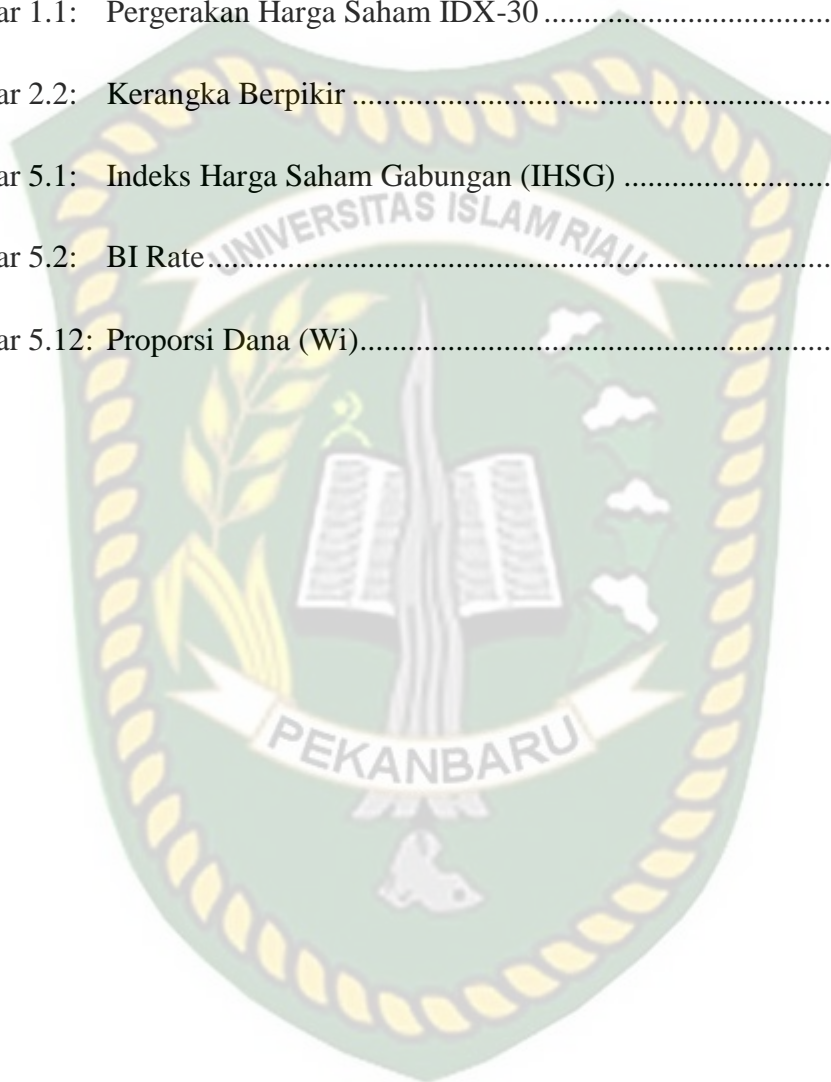 ar 1.1: Pergerakan Harga Saham IDX-30 ....................................
ar 2.2: Kerangka Berpikir ....................................................................
ar 5.1: Indeks Harga Saham Gabungan (IHSG) ..............................
UNIVERSITAS ISLAM RIAU
ar 5.2: BI Rate..............................................................................
ar 5.12: Proporsi Dana (Wi)..........................................................
PEKANBARU